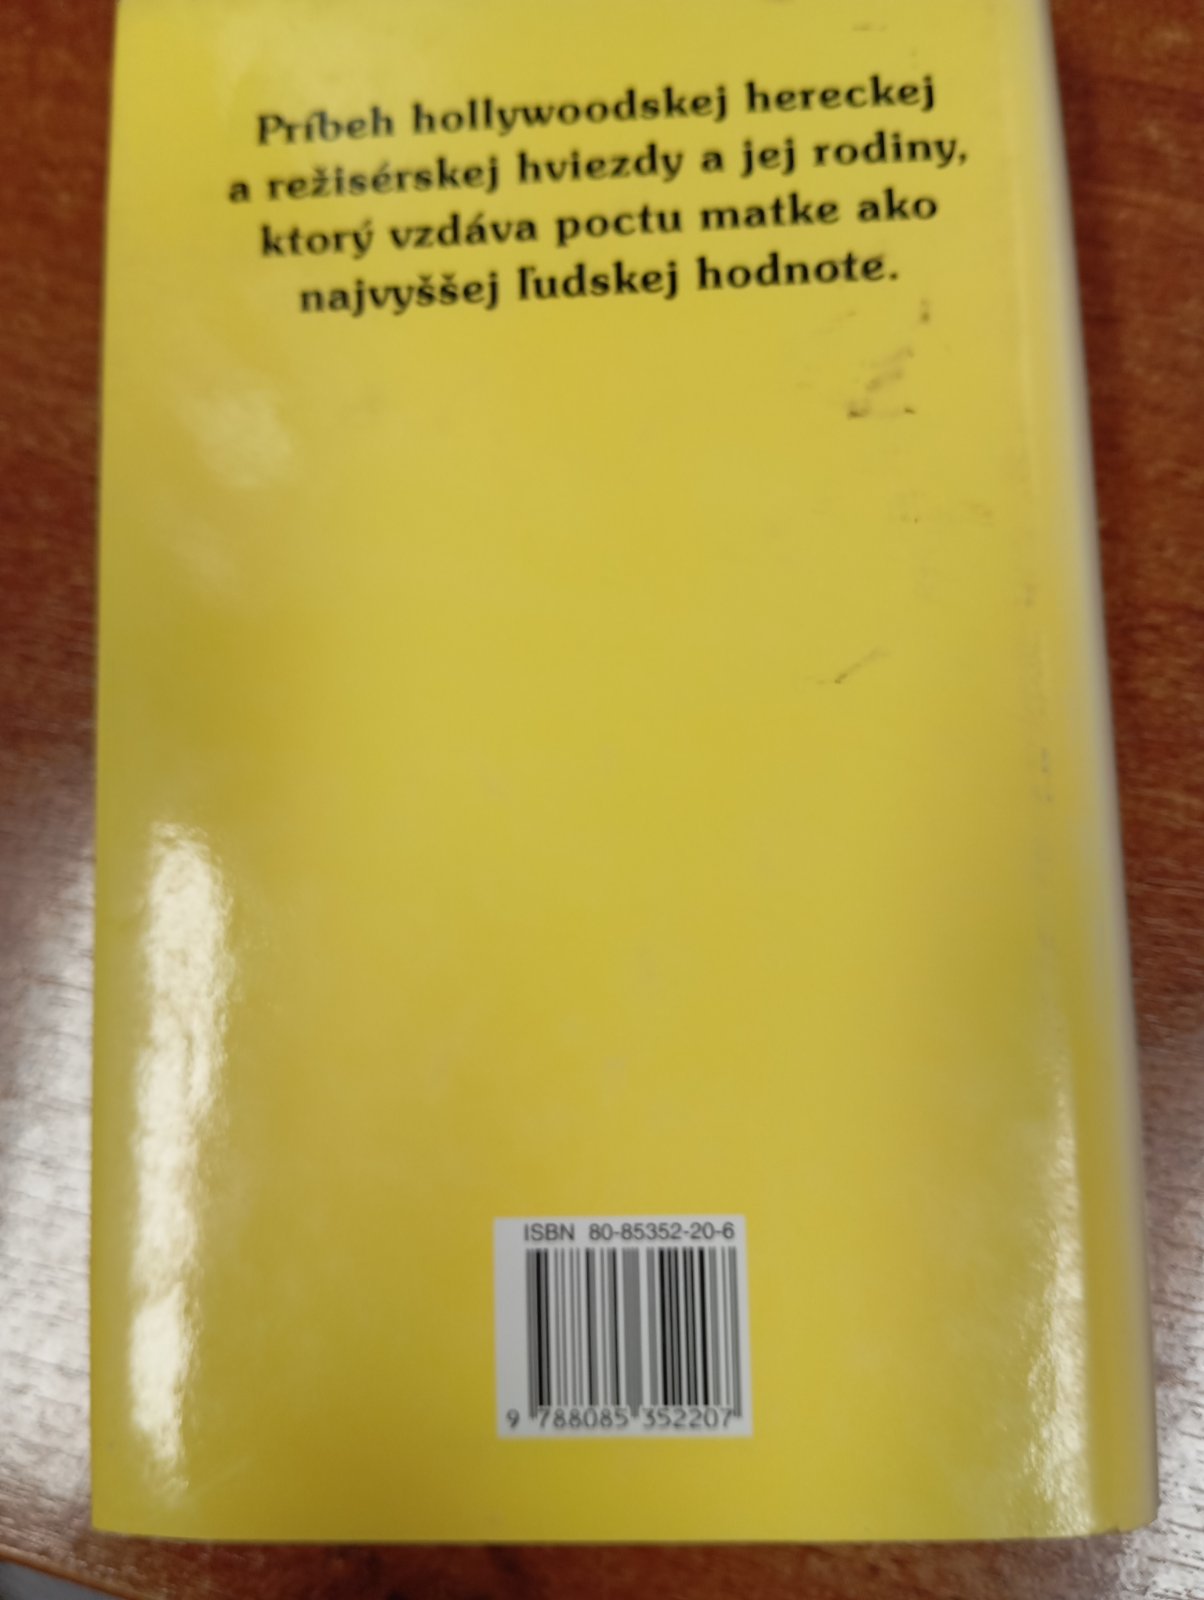 Príbeh hollywoodskej hereckej
a režisérskej hviezdy a jej rodiny,
ktorý vzdáva poctu matke ako
najvyššej ľudskej hodnote.
ISBN 80-85352-20-6
9 788085 352207